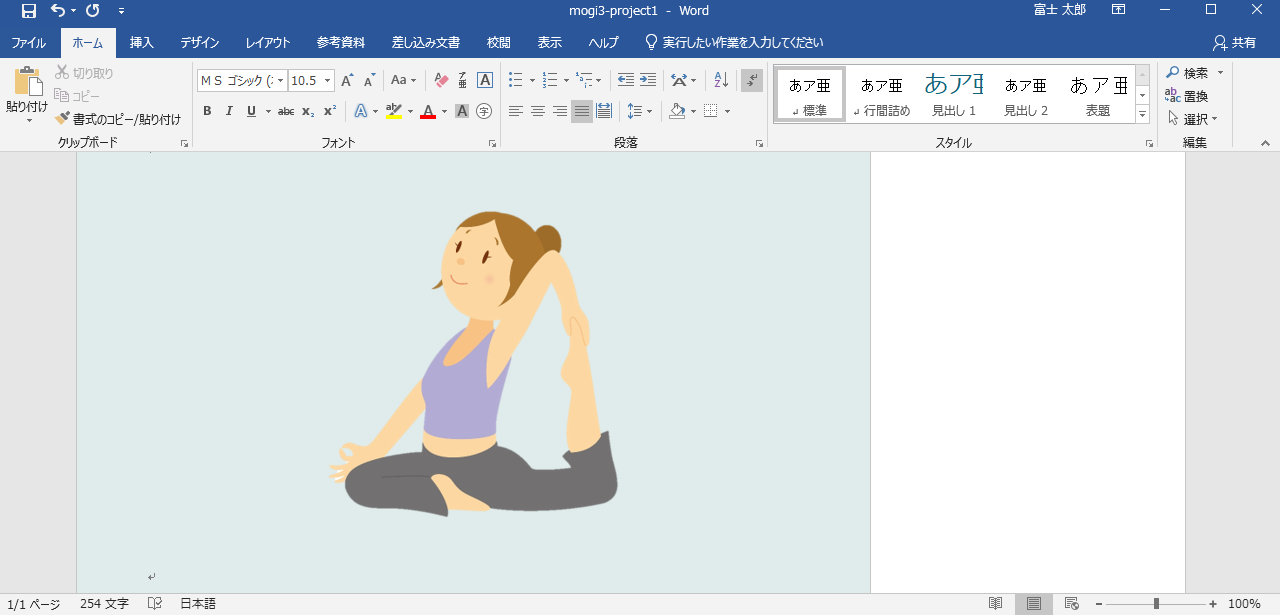 mogi3-project1 - Word
富士 太郎
ファイル ホーム 挿入 デザイン レイアウト 参考資料 差し込み文書 校閲 表示 ヘルプ 実行したい作業を入力してください 共有
貼り付け
切り取り
コピー
書式のコピー/貼り付け
クリップボード
ＭＳ ゴシック (
10.5
A A Aa A
B I U abc x₂ x² A aby A A 字
フォント
A Z
段落
あア亜 標準
あア亜 行間詰め
あア亜 見出し 1
あア亜 見出し 2
あア亜 表題
スタイル
検索
置換
選択
編集
1/1 ページ 254 文字 日本語 100%